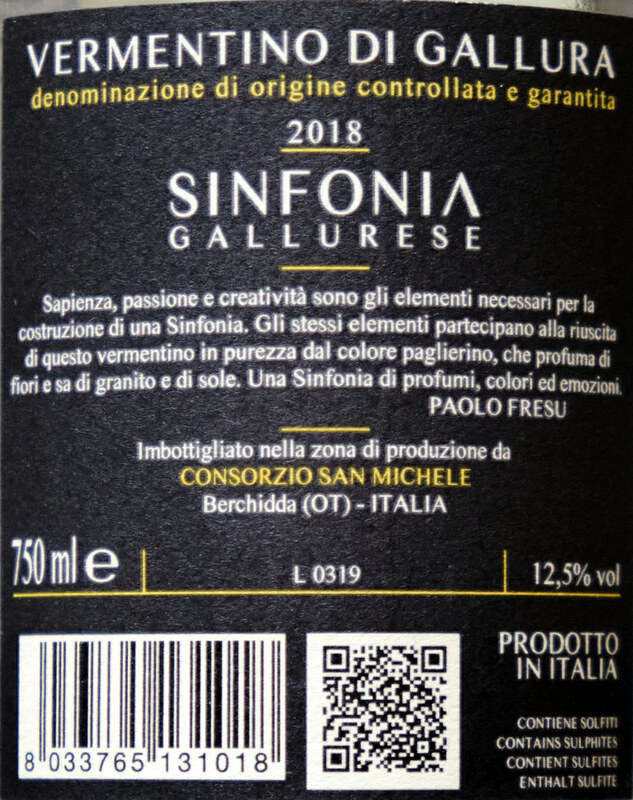 VERMENTINO DI GALLURA
denominazione di origine controllata e garantita
2018
SINFONIA
GALLURESE
Sapienza, passione e creatività sono gli elementi necessari per la
costruzione di una Sinfonia. Gli stessi elementi partecipano alla riuscita
di questo vermentino in purezza dal colore paglierino, che profuma di
fiori e sa di granito e di sole. Una Sinfonia di profumi, colori ed emozioni.
PAOLO FRESU
Imbottigliato nella zona di produzione da
CONSORZIO SAN MICHELE
Berchidda (OT) - ITALIA
750 ml e
L 0319
12,5% vol
PRODOTTO
IN ITALIA
CONTIENE SOLFITI
CONTAINS SULPHITES
CONTIENT SULFITES
ENTHALT SULFITE
8 033765 131018